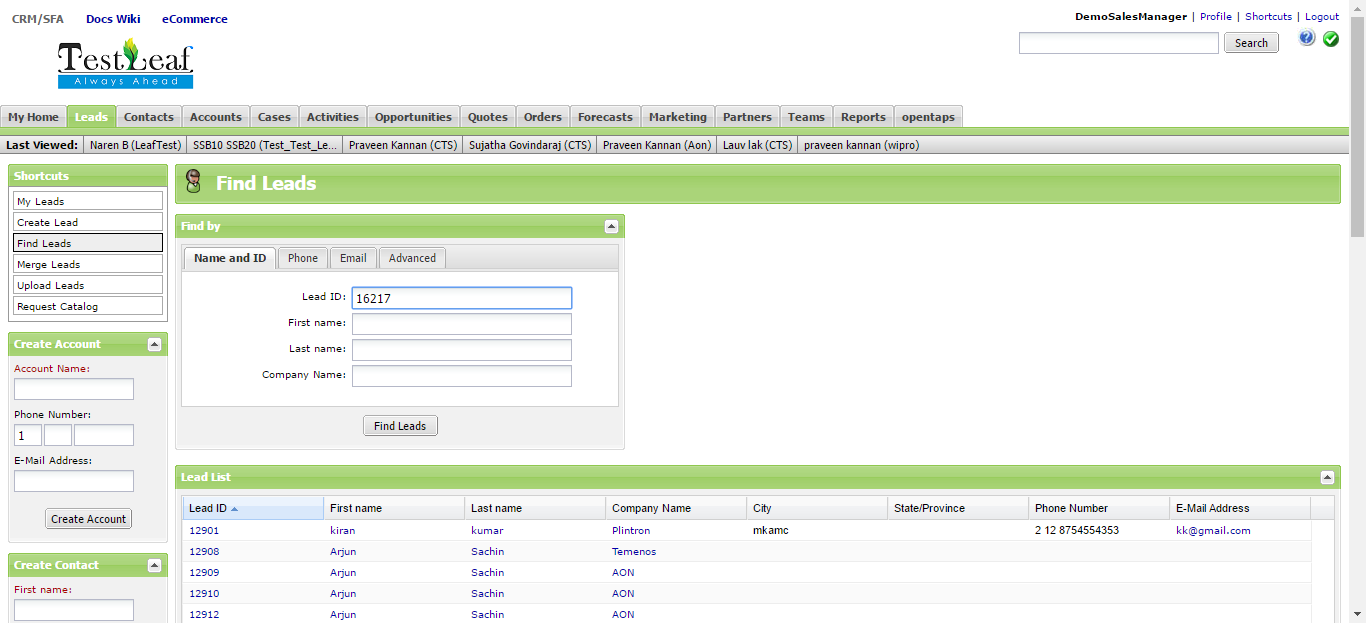 CRM/SFA Docs Wiki eCommerce
DemoSalesManager | Profile | Shortcuts | Logout
TestLeaf
Always Ahead
Search
My Home Leads Contacts Accounts Cases Activities Opportunities Quotes Orders Forecasts Marketing Partners Teams Reports opentaps
Last Viewed: Naren B (LeafTest) SSB10 SSB20 (Test_Test_Le... Praveen Kannan (CTS) Sujatha Govindaraj (CTS) Praveen Kannan (Aon) Lauv lak (CTS) praveen kannan (wipro)
Shortcuts
My Leads
Create Lead
Find Leads
Merge Leads
Upload Leads
Request Catalog
Create Account
Account Name:
Phone Number:
1
E-Mail Address:
Create Account
Create Contact
First name:
Find Leads
Find by
Name and ID Phone Email Advanced
Lead ID: 16217
First name:
Last name:
Company Name:
Find Leads
Lead List
Lead ID First name Last name Company Name City State/Province Phone Number E-Mail Address
12901 kiran kumar Plintron mkamc 2 12 8754554353 kk@gmail.com
12908 Arjun Sachin Temenos
12909 Arjun Sachin AON
12910 Arjun Sachin AON
12912 Arjun Sachin AON